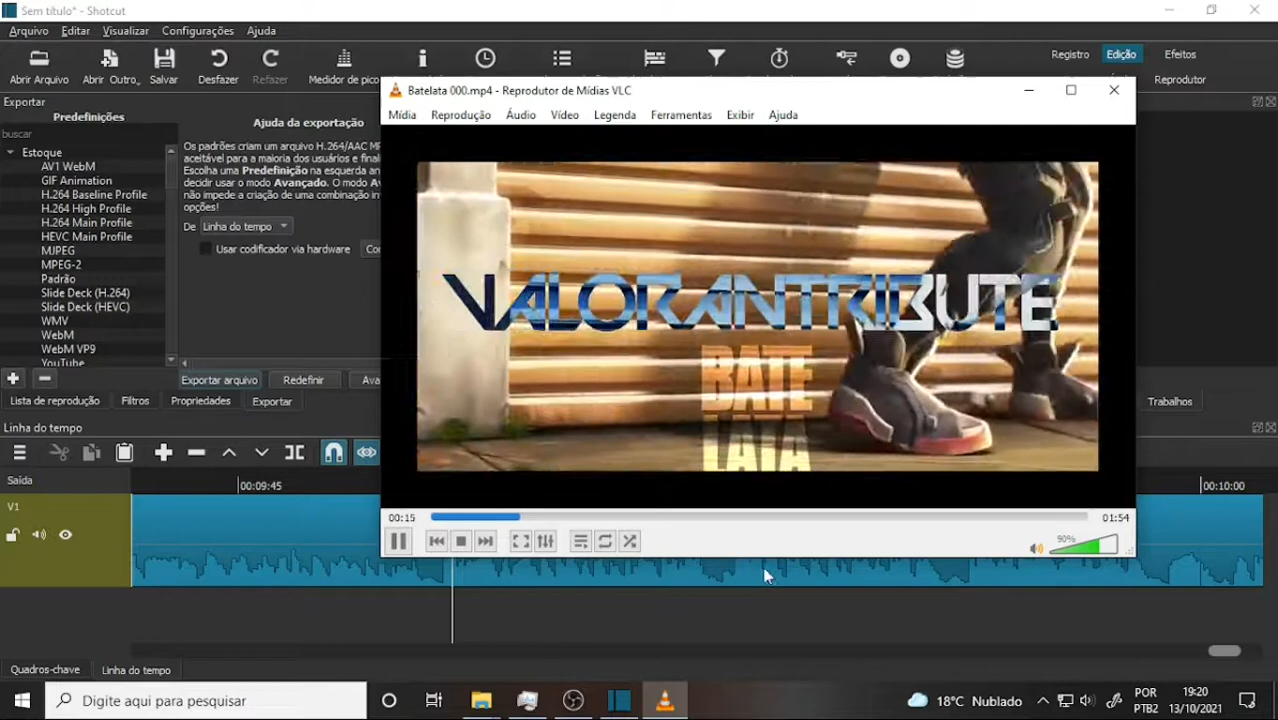 Sem título* - Shotcut
Arquivo Editar Visualizar Configurações Ajuda
Abrir Arquivo Abrir Outro.. Salvar Desfazer Refazer Medidor de pico
Registro Edição Efeitos
Reprodutor
Exportar
Predefinições
buscar
Estoque
AV1 WebM
GIF Animation
H.264 Baseline Profile
H.264 High Profile
H.264 Main Profile
HEVC Main Profile
MJPEG
MPEG-2
Padrão
Slide Deck (H.264)
Slide Deck (HEVC)
WMV
WebM
WebM VP9
YouTube
Ajuda da exportação
Os padrões criam um arquivo H.264/AAC MP
aceitável para a maioria dos usuários e final
Escolha uma Predefinição na esquerda an
decidir usar o modo Avançado. O modo Av
não impede a criação de uma combinação in
opções!
De Linha do tempo
Usar codificador via hardware Con
Exportar arquivo Redefinir Ava
Lista de reprodução Filtros Propriedades Exportar
Trabalhos
Batelata 000.mp4 - Reprodutor de Mídias VLC
Mídia Reprodução Áudio Vídeo Legenda Ferramentas Exibir Ajuda
VALORANTRIBUTE
BATE
LATA
00:15 01:54
90%
Linha do tempo
Saída
00:09:45 00:10:00
V1
Quadros-chave Linha do tempo
Digite aqui para pesquisar
18°C Nublado
POR
PTB2
19:20
13/10/2021